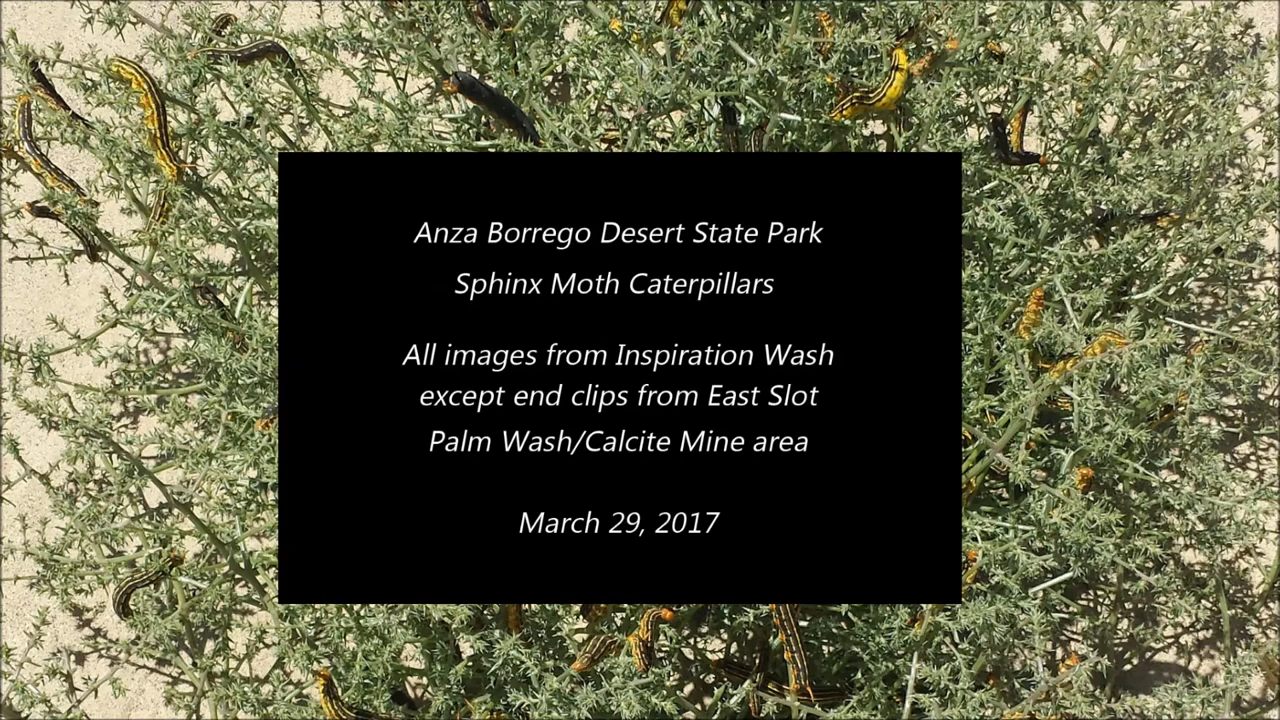 Anza Borrego Desert State Park
Sphinx Moth Caterpillars
All images from Inspiration Wash
except end clips from East Slot
Palm Wash/Calcite Mine area
March 29, 2017